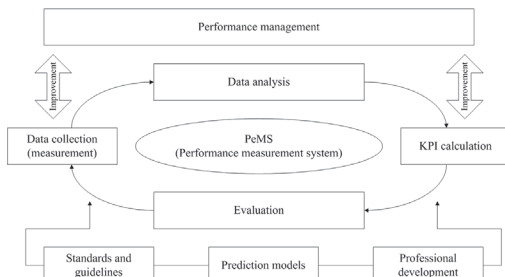 Performance management
Improvement
Improvement
Data analysis
Data collection
(measurement)
PeMS
(Performance measurement system)
KPI calculation
Evaluation
Standards and
guidelines
Prediction models
Professional
development